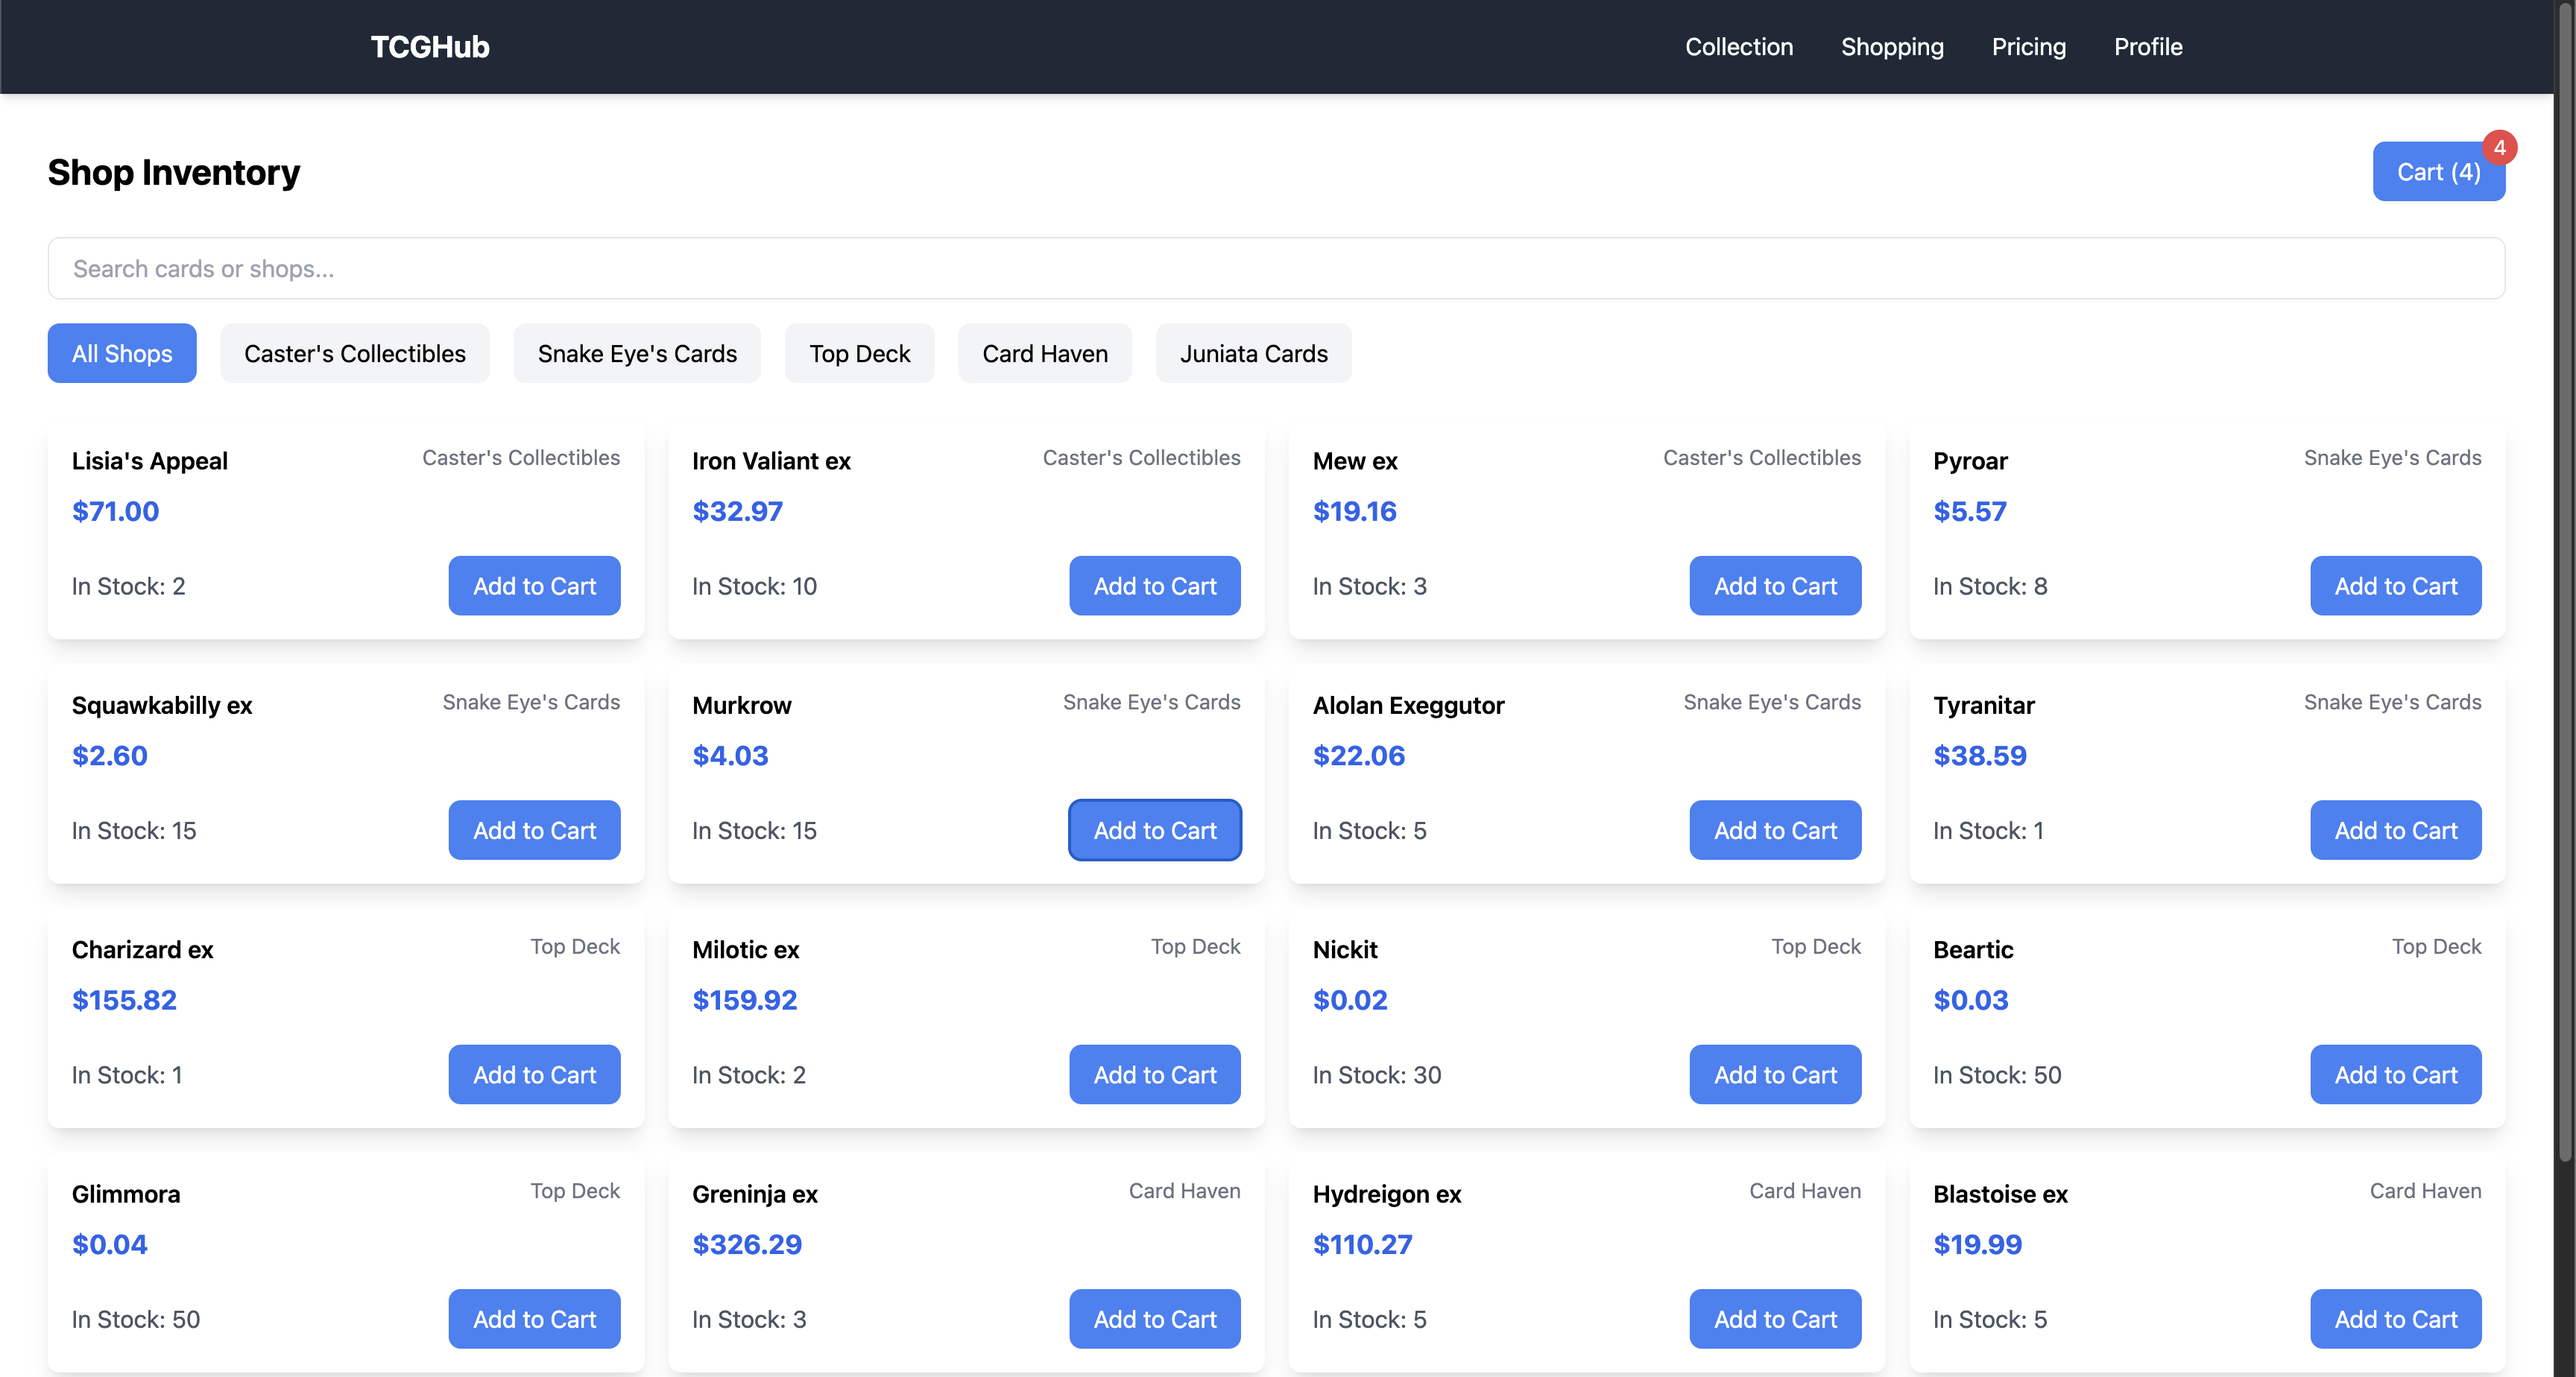 TCGHub
Collection Shopping Pricing Profile
Shop Inventory
Cart (4)
4
Search cards or shops...
All Shops Caster's Collectibles Snake Eye's Cards Top Deck Card Haven Juniata Cards
Lisia's Appeal Caster's Collectibles
$71.00
In Stock: 2 Add to Cart
Iron Valiant ex Caster's Collectibles
$32.97
In Stock: 10 Add to Cart
Mew ex Caster's Collectibles
$19.16
In Stock: 3 Add to Cart
Pyroar Snake Eye's Cards
$5.57
In Stock: 8 Add to Cart
Squawkabilly ex Snake Eye's Cards
$2.60
In Stock: 15 Add to Cart
Murkrow Snake Eye's Cards
$4.03
In Stock: 15 Add to Cart
Alolan Exeggutor Snake Eye's Cards
$22.06
In Stock: 5 Add to Cart
Tyranitar Snake Eye's Cards
$38.59
In Stock: 1 Add to Cart
Charizard ex Top Deck
$155.82
In Stock: 1 Add to Cart
Milotic ex Top Deck
$159.92
In Stock: 2 Add to Cart
Nickit Top Deck
$0.02
In Stock: 30 Add to Cart
Beartic Top Deck
$0.03
In Stock: 50 Add to Cart
Glimmora Top Deck
$0.04
In Stock: 50 Add to Cart
Greninja ex Card Haven
$326.29
In Stock: 3 Add to Cart
Hydreigon ex Card Haven
$110.27
In Stock: 5 Add to Cart
Blastoise ex Card Haven
$19.99
In Stock: 5 Add to Cart